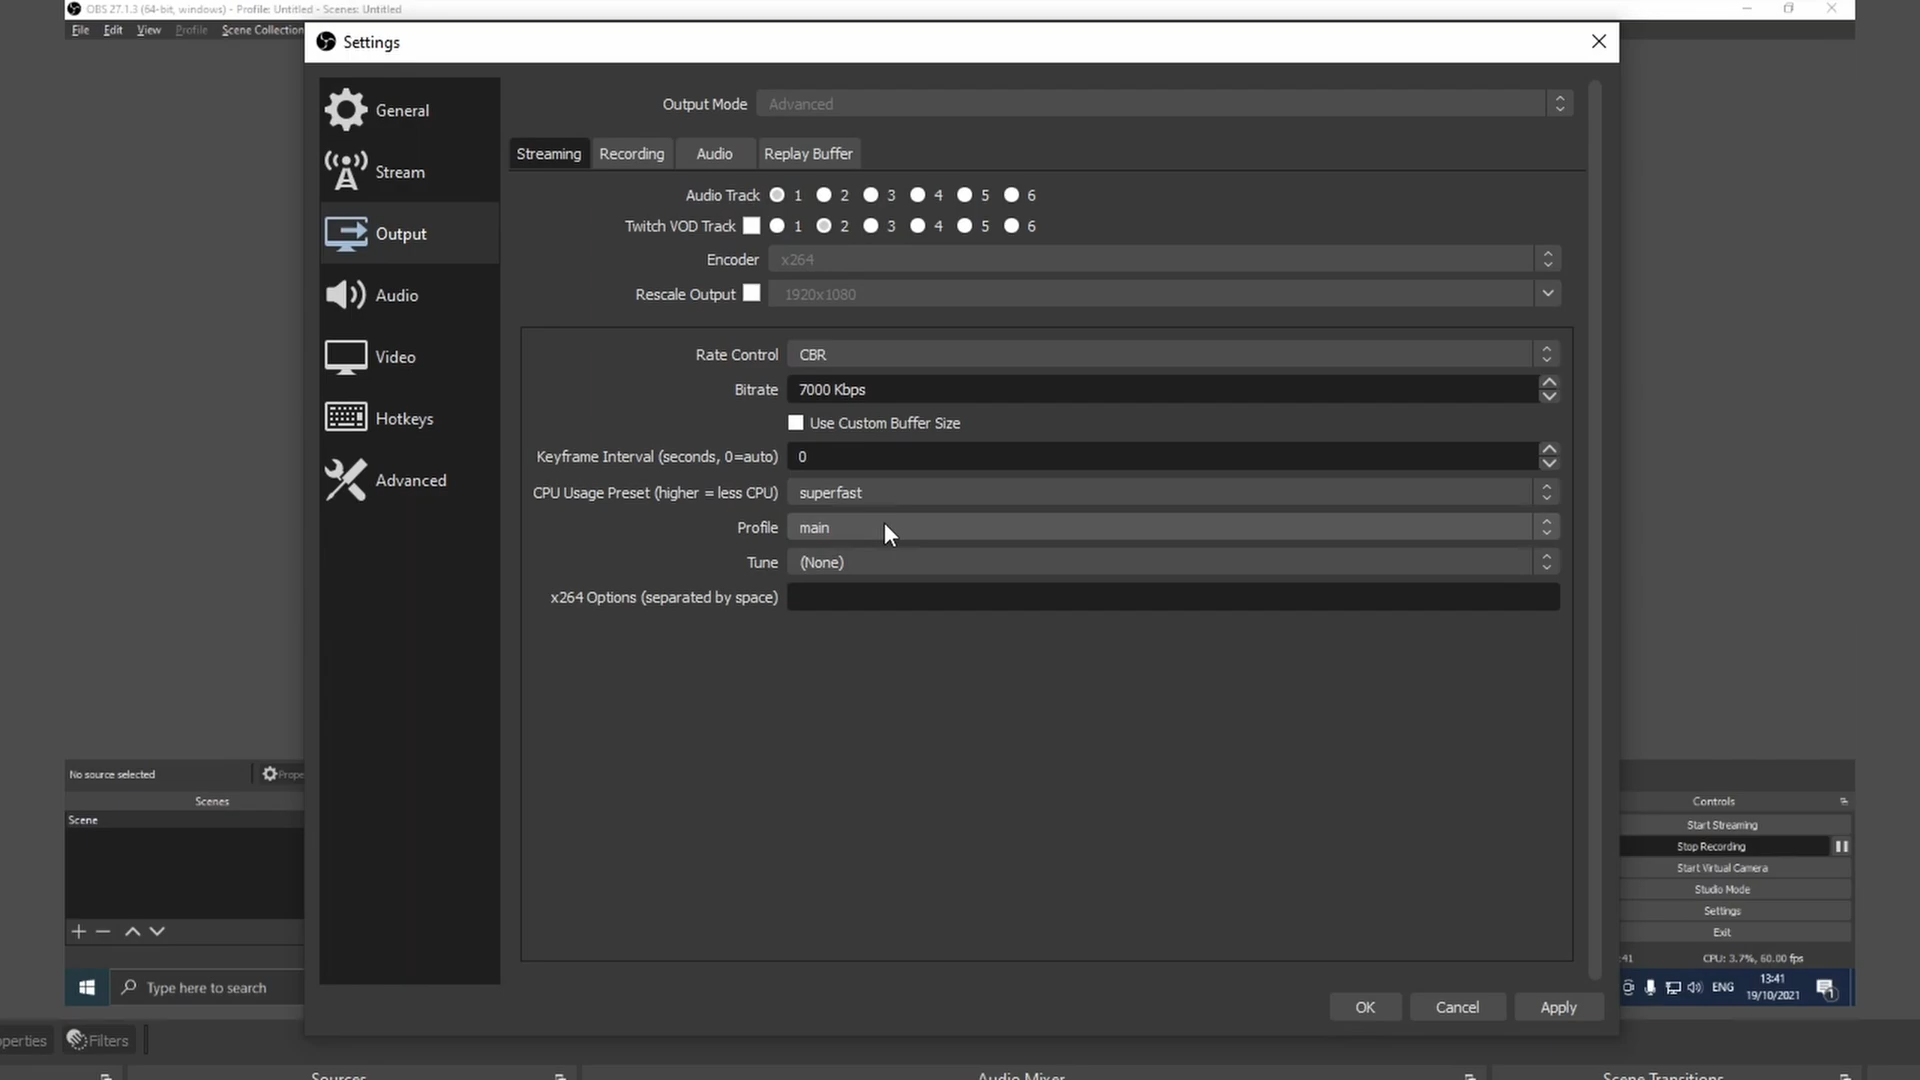 OBS 27.1.3 (64-bit, windows) - Profile: Untitled - Scenes: Untitled
File Edit View Profile Scene Collection
Settings
General
Stream
Output
Audio
Video
Hotkeys
Advanced
Output Mode Advanced
Streaming Recording Audio Replay Buffer
Audio Track 1 2 3 4 5 6
Twitch VOD Track 1 2 3 4 5 6
Encoder x264
Rescale Output 1920x1080
Rate Control CBR
Bitrate 7000 Kbps
Use Custom Buffer Size
Keyframe Interval (seconds, 0=auto) 0
CPU Usage Preset (higher = less CPU) superfast
Profile main
Tune (None)
x264 Options (separated by space)
OK Cancel Apply
No source selected
Prope
Scenes
Scene
Type here to search
Controls
Start Streaming
Stop Recording
Start Virtual Camera
Studio Mode
Settings
Exit
:41 CPU: 3.7%, 60.00 fps
ENG
13:41
19/10/2021
1
operties Filters
Sources Audio Mixer Scene Transitions